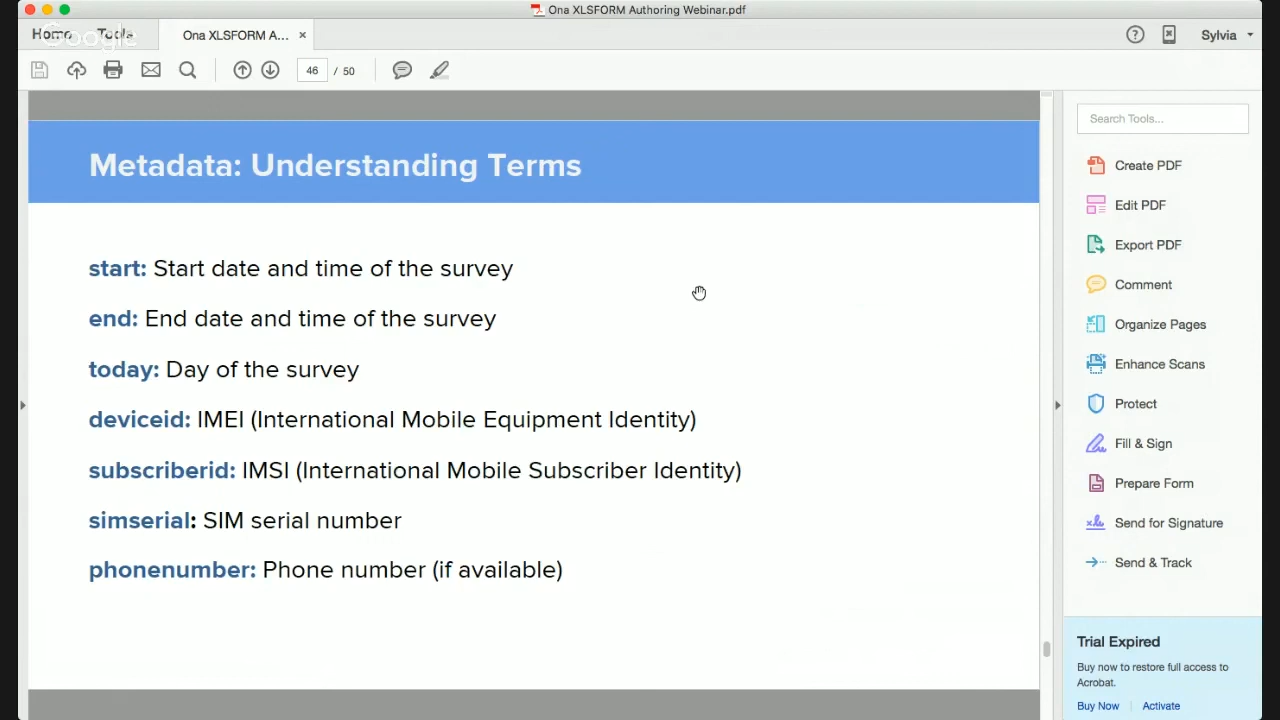 Ona XLSFORM Authoring Webinar.pdf
Home Tools Ona XLSFORM A... × Sylvia
Google
46 / 50
Metadata: Understanding Terms
start: Start date and time of the survey
end: End date and time of the survey
today: Day of the survey
deviceid: IMEI (International Mobile Equipment Identity)
subscriberid: IMSI (International Mobile Subscriber Identity)
simserial: SIM serial number
phonenumber: Phone number (if available)
Search Tools...
Create PDF
Edit PDF
Export PDF
Comment
Organize Pages
Enhance Scans
Protect
Fill & Sign
Prepare Form
Send for Signature
Send & Track
Trial Expired
Buy now to restore full access to
Acrobat.
Buy Now Activate